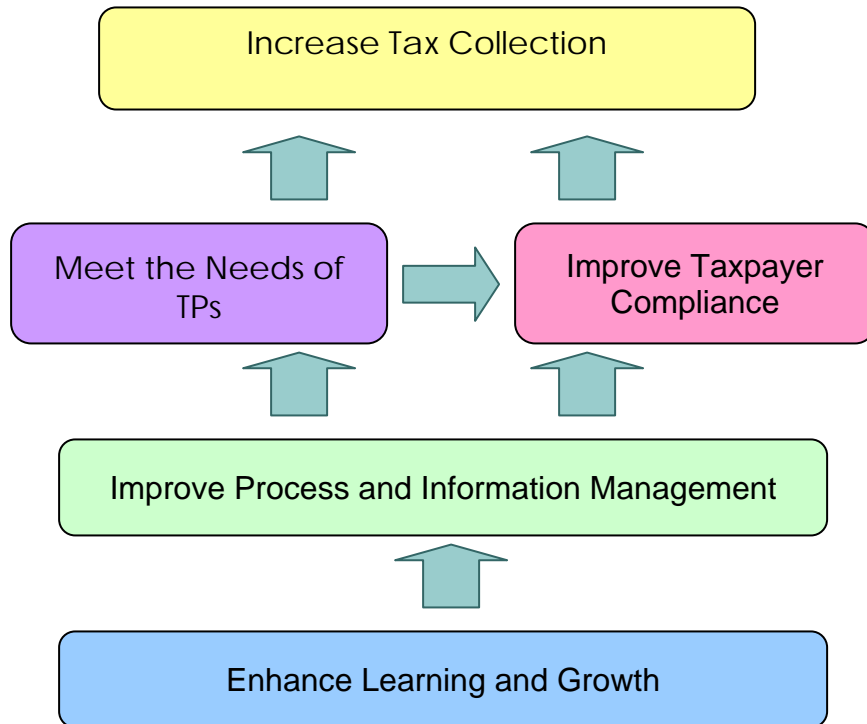 Increase Tax Collection
Meet the Needs of
TPs
Improve Taxpayer
Compliance
Improve Process and Information Management
Enhance Learning and Growth